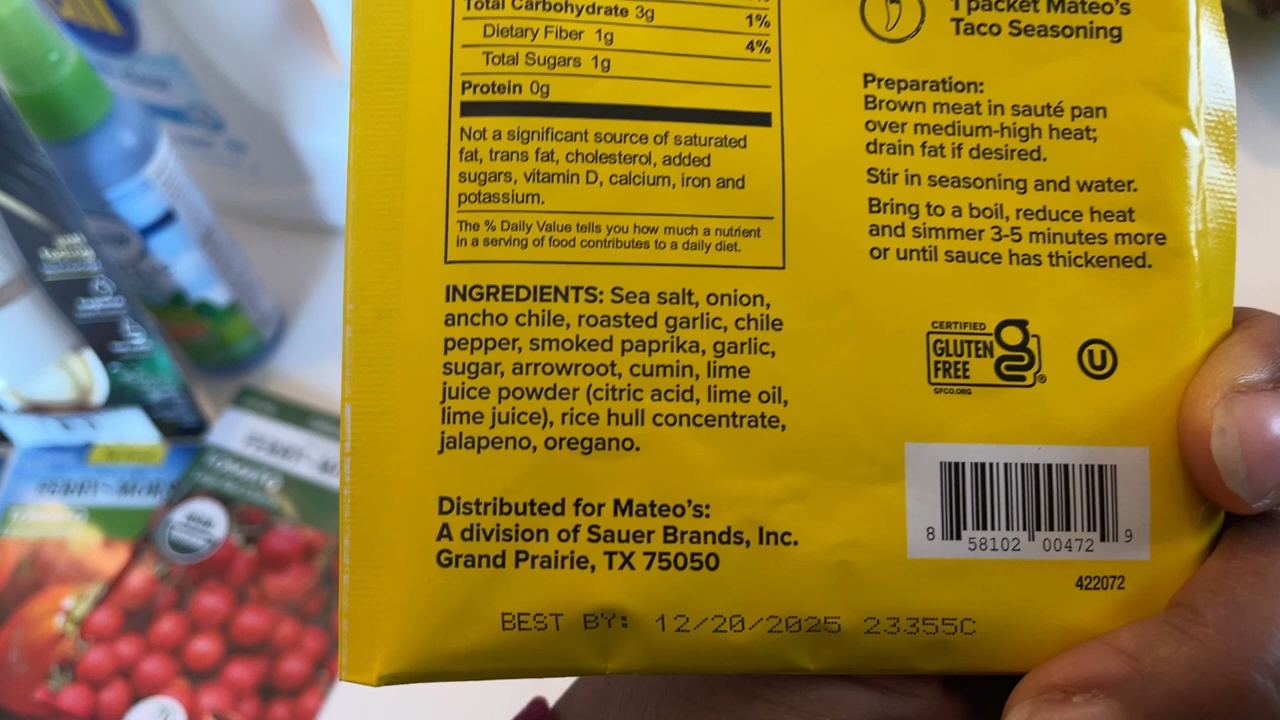 Total Carbohydrate 3g 1%
Dietary Fiber 1g 4%
Total Sugars 1g
Protein 0g
Not a significant source of saturated
fat, trans fat, cholesterol, added
sugars, vitamin D, calcium, iron and
potassium.
The % Daily Value tells you how much a nutrient
in a serving of food contributes to a daily diet.
INGREDIENTS: Sea salt, onion,
ancho chile, roasted garlic, chile
pepper, smoked paprika, garlic,
sugar, arrowroot, cumin, lime
juice powder (citric acid, lime oil,
lime juice), rice hull concentrate,
jalapeno, oregano.
Distributed for Mateo's:
A division of Sauer Brands, Inc.
Grand Prairie, TX 75050
BEST BY: 12/20/2025 23355C
1 packet Mateo's
Taco Seasoning
Preparation:
Brown meat in sauté pan
over medium-high heat;
drain fat if desired.
Stir in seasoning and water.
Bring to a boil, reduce heat
and simmer 3-5 minutes more
or until sauce has thickened.
CERTIFIED
GLUTEN
FREE
GFCO.ORG
U
8 58102 00472 9
422072
TOMATO